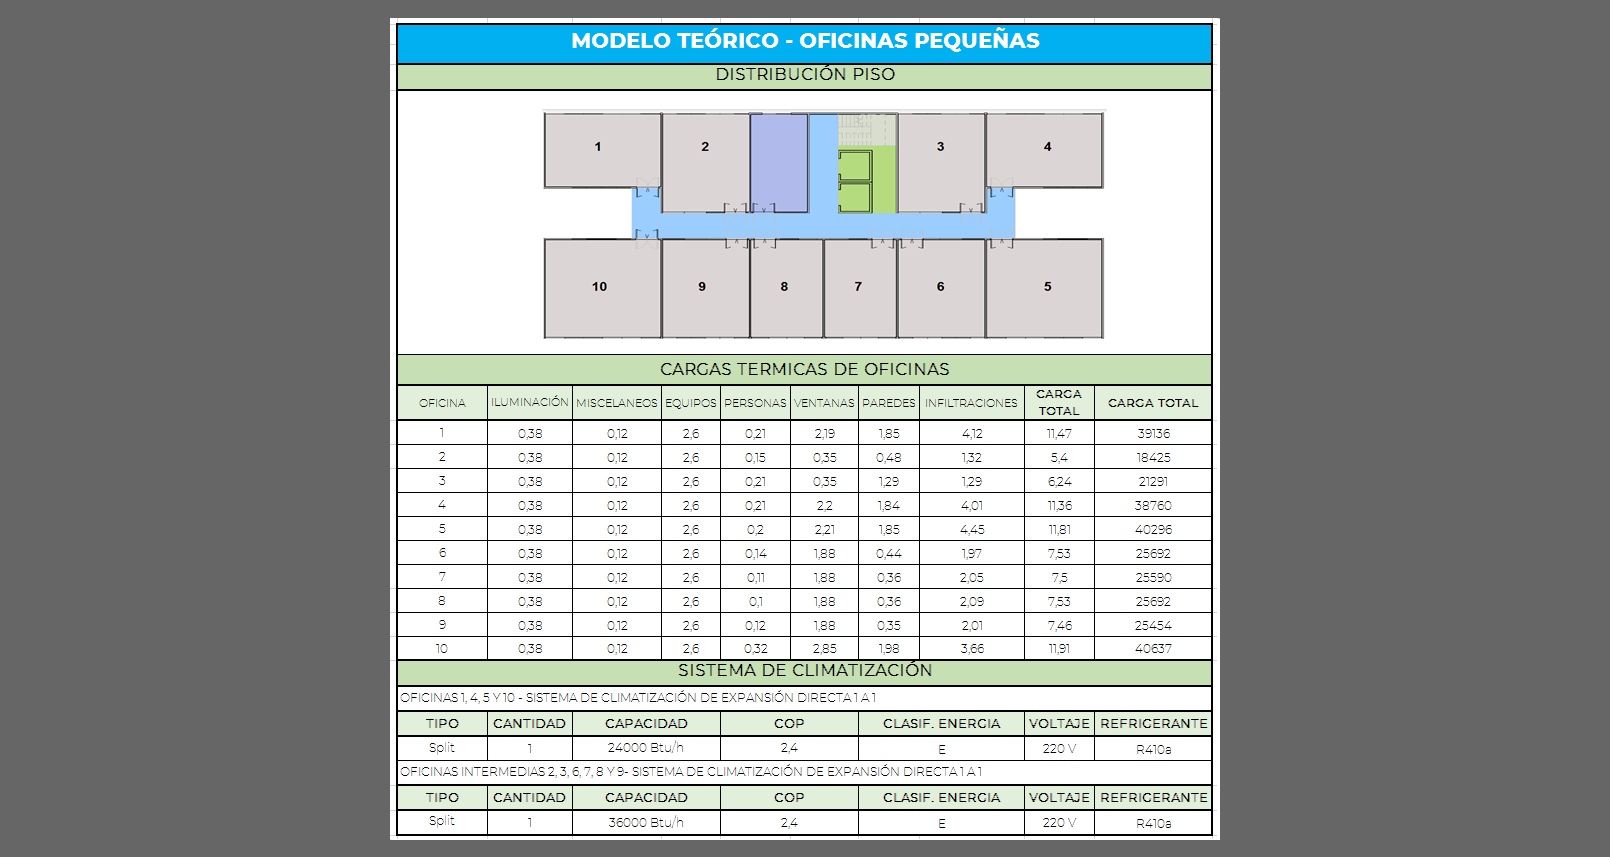 MODELO TEÓRICO - OFICINAS PEQUEÑAS
DISTRIBUCIÓN PISO
1 2 3 4
10 9 8 7 6 5
CARGAS TERMICAS DE OFICINAS
OFICINA ILUMINACIÓN MISCELANEOS EQUIPOS PERSONAS VENTANAS PAREDES INFILTRACIONES CARGA TOTAL CARGA TOTAL
1 0,38 0,12 2,6 0,21 2,19 1,85 4,12 11,47 39136
2 0,38 0,12 2,6 0,15 0,35 0,48 1,32 5,4 18425
3 0,38 0,12 2,6 0,21 0,35 1,29 1,29 6,24 21291
4 0,38 0,12 2,6 0,21 2,2 1,84 4,01 11,36 38760
5 0,38 0,12 2,6 0,2 2,21 1,85 4,45 11,81 40296
6 0,38 0,12 2,6 0,14 1,88 0,44 1,97 7,53 25692
7 0,38 0,12 2,6 0,11 1,88 0,36 2,05 7,5 25590
8 0,38 0,12 2,6 0,1 1,88 0,36 2,09 7,53 25692
9 0,38 0,12 2,6 0,12 1,88 0,35 2,01 7,46 25454
10 0,38 0,12 2,6 0,32 2,85 1,98 3,66 11,91 40637
SISTEMA DE CLIMATIZACIÓN
OFICINAS 1, 4, 5 Y 10 - SISTEMA DE CLIMATIZACIÓN DE EXPANSIÓN DIRECTA 1 A 1
TIPO CANTIDAD CAPACIDAD COP CLASIF. ENERGIA VOLTAJE REFRIGERANTE
Split 1 24000 Btu/h 2,4 E 220 V R410a
OFICINAS INTERMEDIAS 2, 3, 6, 7, 8 Y 9- SISTEMA DE CLIMATIZACIÓN DE EXPANSIÓN DIRECTA 1 A 1
TIPO CANTIDAD CAPACIDAD COP CLASIF. ENERGIA VOLTAJE REFRIGERANTE
Split 1 36000 Btu/h 2,4 E 220 V R410a